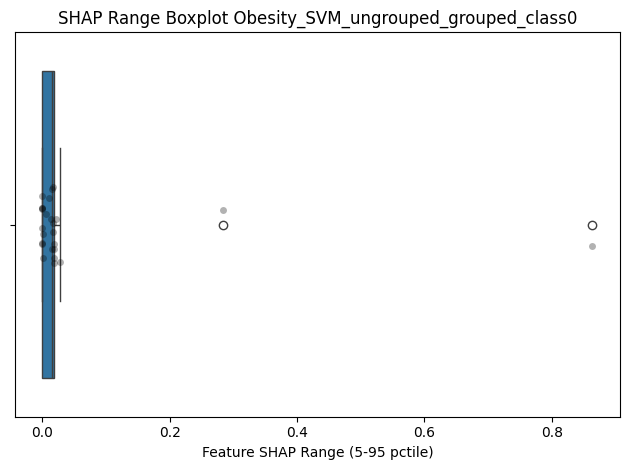 SHAP Range Boxplot Obesity_SVM_ungrouped_grouped_class0
0.0 0.2 0.4 0.6 0.8
Feature SHAP Range (5-95 pctile)